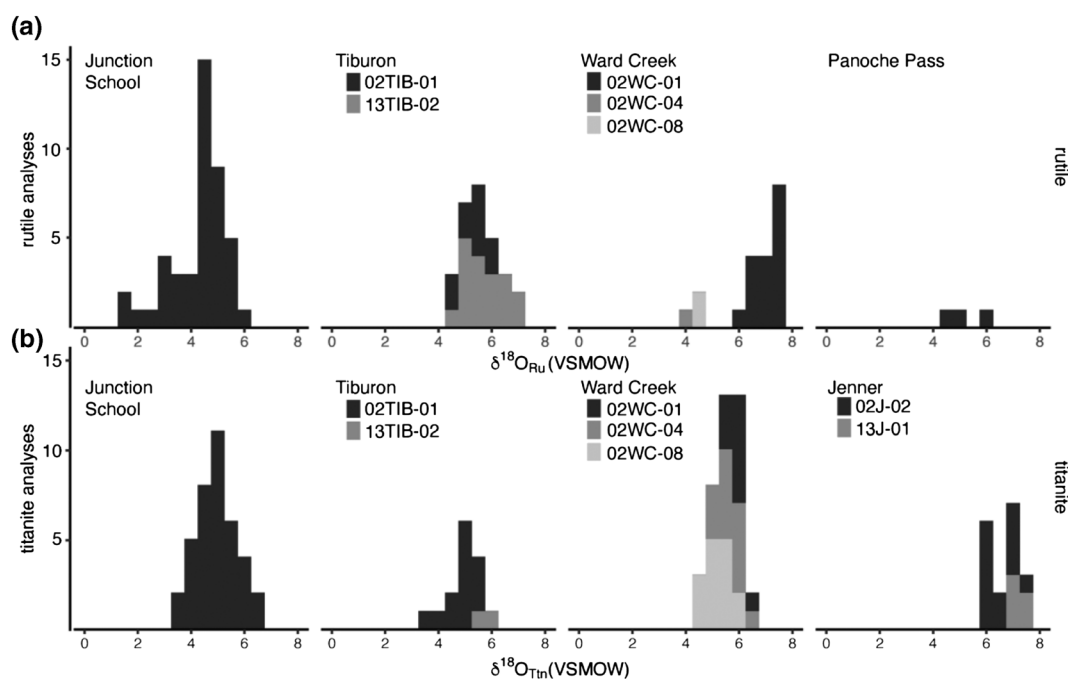 (a)
15
10
5
rutile analyses
Junction
School
Tiburon
02TIB-01
13TIB-02
Ward Creek
02WC-01
02WC-04
02WC-08
Panoche Pass
rutile
0 2 4 6 8
0 2 4 6 8
0 2 4 6 8
0 2 4 6 8
δ¹⁸O_Ru(VSMOW)
(b)
15
10
5
titanite analyses
Junction
School
Tiburon
02TIB-01
13TIB-02
Ward Creek
02WC-01
02WC-04
02WC-08
Jenner
02J-02
13J-01
titanite
0 2 4 6 8
0 2 4 6 8
0 2 4 6 8
0 2 4 6 8
δ¹⁸O_Ttn(VSMOW)